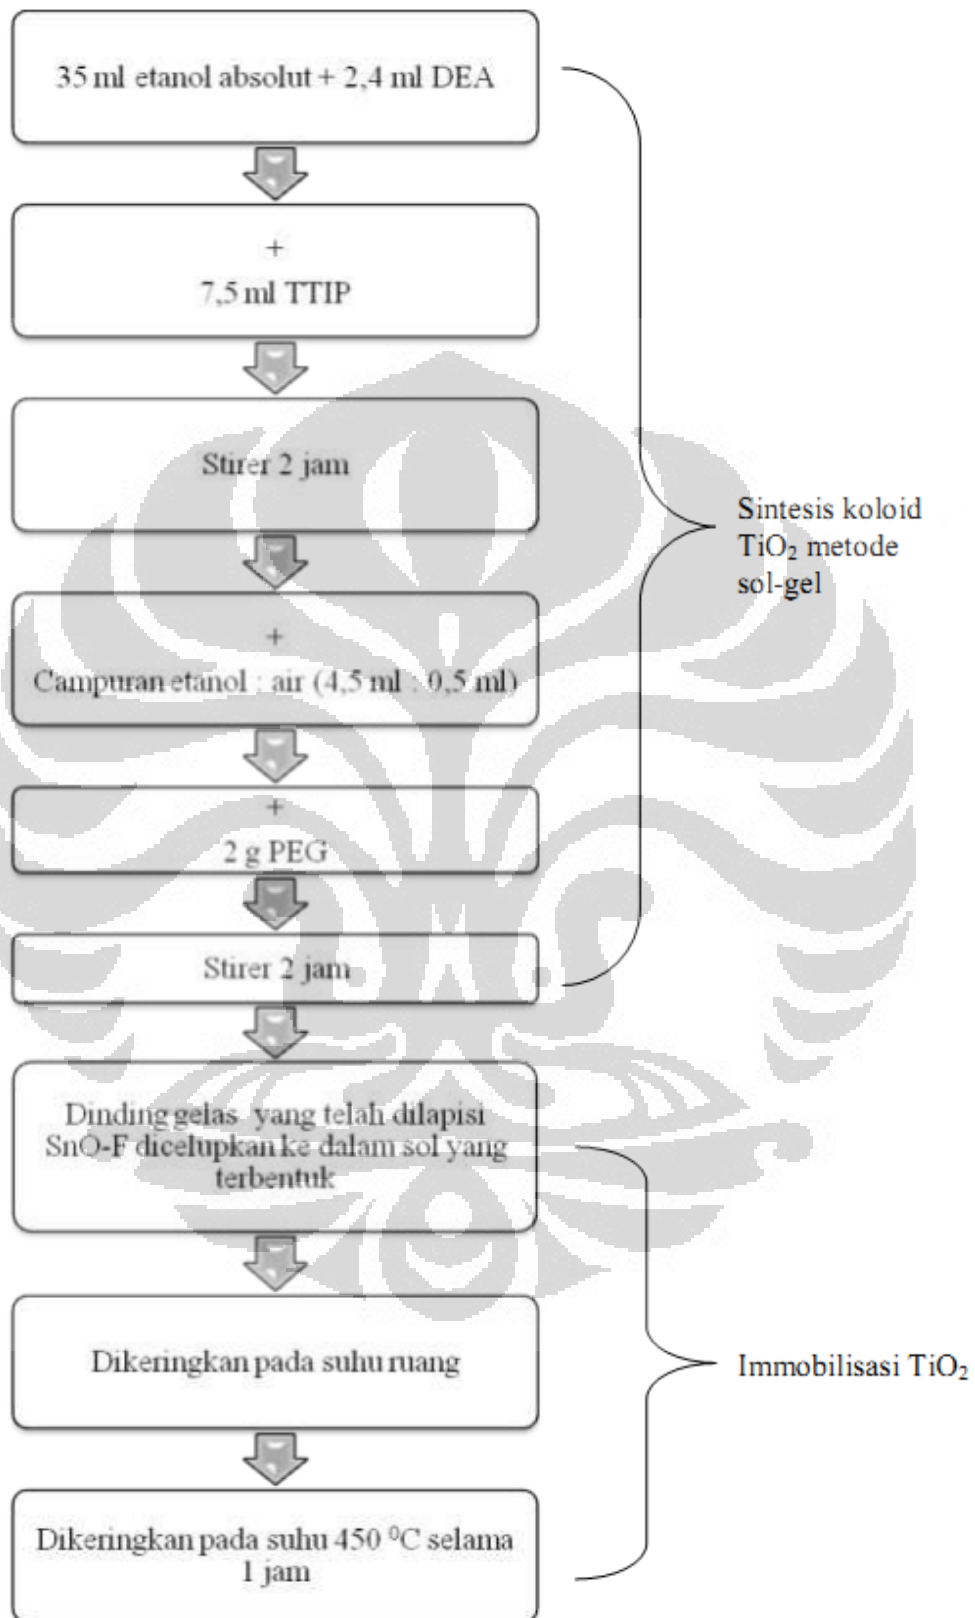 35 ml etanol absolut + 2,4 ml DEA
+
7,5 ml TTIP
Stirer 2 jam
+
Campuran etanol : air (4,5 ml : 0,5 ml)
+
2 g PEG
Stirer 2 jam
Sintesis koloid
TiO₂ metode
sol-gel
Dinding gelas yang telah dilapisi
SnO-F dicelupkan ke dalam sol yang
terbentuk
Dikeringkan pada suhu ruang
Dikeringkan pada suhu 450 ⁰C selama
1 jam
Immobilisasi TiO₂